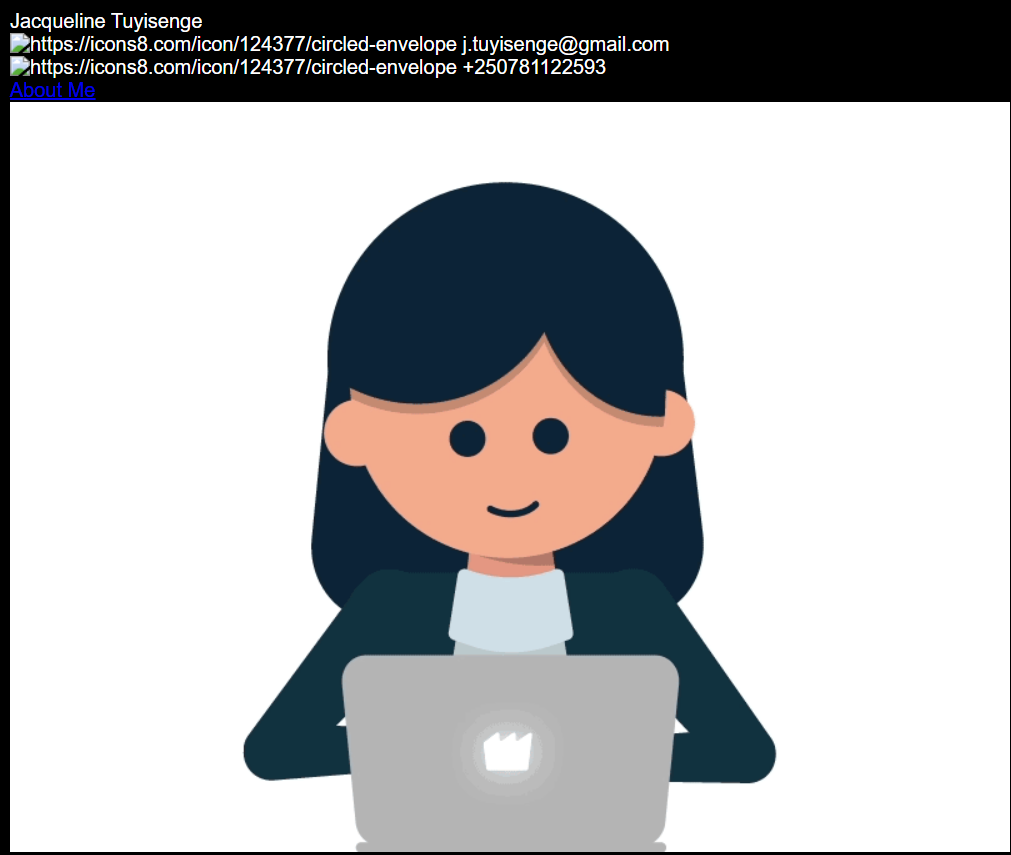 Jacqueline Tuyisenge
https://icons8.com/icon/124377/circled-envelope j.tuyisenge@gmail.com
https://icons8.com/icon/124377/circled-envelope +250781122593
About Me